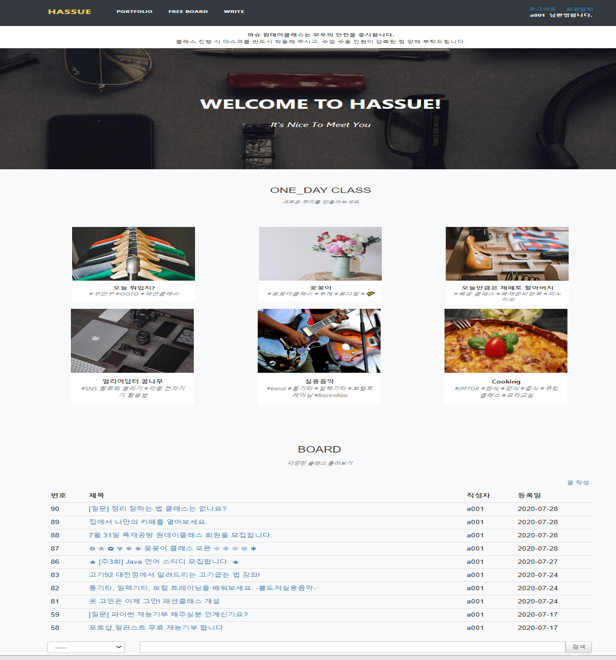 HASSUE PORTFOLIO FREE BOARD WRITE
로그아웃 회원탈퇴
a001 님환영합니다.
하슈 원데이클래스는 모두의 안전을 중시합니다.
클래스 진행 시 마스크를 반드시 착용해 주시고, 수업 수용 인원이 감축된 점 양해 부탁드립니다.
WELCOME TO HASSUE!
It's Nice To Meet You
ONE_DAY CLASS
새로운 취미를 만들어보세요.
오늘 뭐입지?
#꾸안꾸 #OOTD #패션클래스
꽃꽂이
#꽃꽂이클래스 #부케 #꽃다발 #
오늘만큼은 제페토 할아버지
#목공 클래스 #목재준비완료 #피노키오
얼리어답터 꿈나무
#SNS 팔로워 늘리기 #각종 전자기기 활용법
실용음악
#band #통기타 #일렉기타 #보컬트레이닝 #RocknRoll
Cooking
#JMTGR #한식 #양식 #중식 #쿠킹클래스 #요리교실
BOARD
다양한 클래스 톺아보기
글 작성
번호 제목 작성자 등록일
90 [질문] 정리 잘하는 법 클래스는 없나요? a001 2020-07-28
89 집에서 나만의 카페를 열어보세요. a001 2020-07-28
88 7월 31일 목재공방 원데이클래스 회원을 모집합니다. a001 2020-07-28
87 꽃꽂이 클래스 오픈 a001 2020-07-28
86 ★ [주3회] Java 언어 스터디 모집합니다. ★ a001 2020-07-27
83 고기92 대전점에서 알려드리는 고기굽는 법 강좌! a001 2020-07-24
82 통기타, 일렉기타, 보컬 트레이닝을 배워보세요. -볼드저실용음악- a001 2020-07-24
81 옷 고민은 이제 그만! 패션클래스 개설 a001 2020-07-24
59 [질문] 파이썬 재능기부 해주실분 안계신가요? a001 2020-07-17
58 포토샵,일러스트 무료 재능기부 합니다 a001 2020-07-17
검색